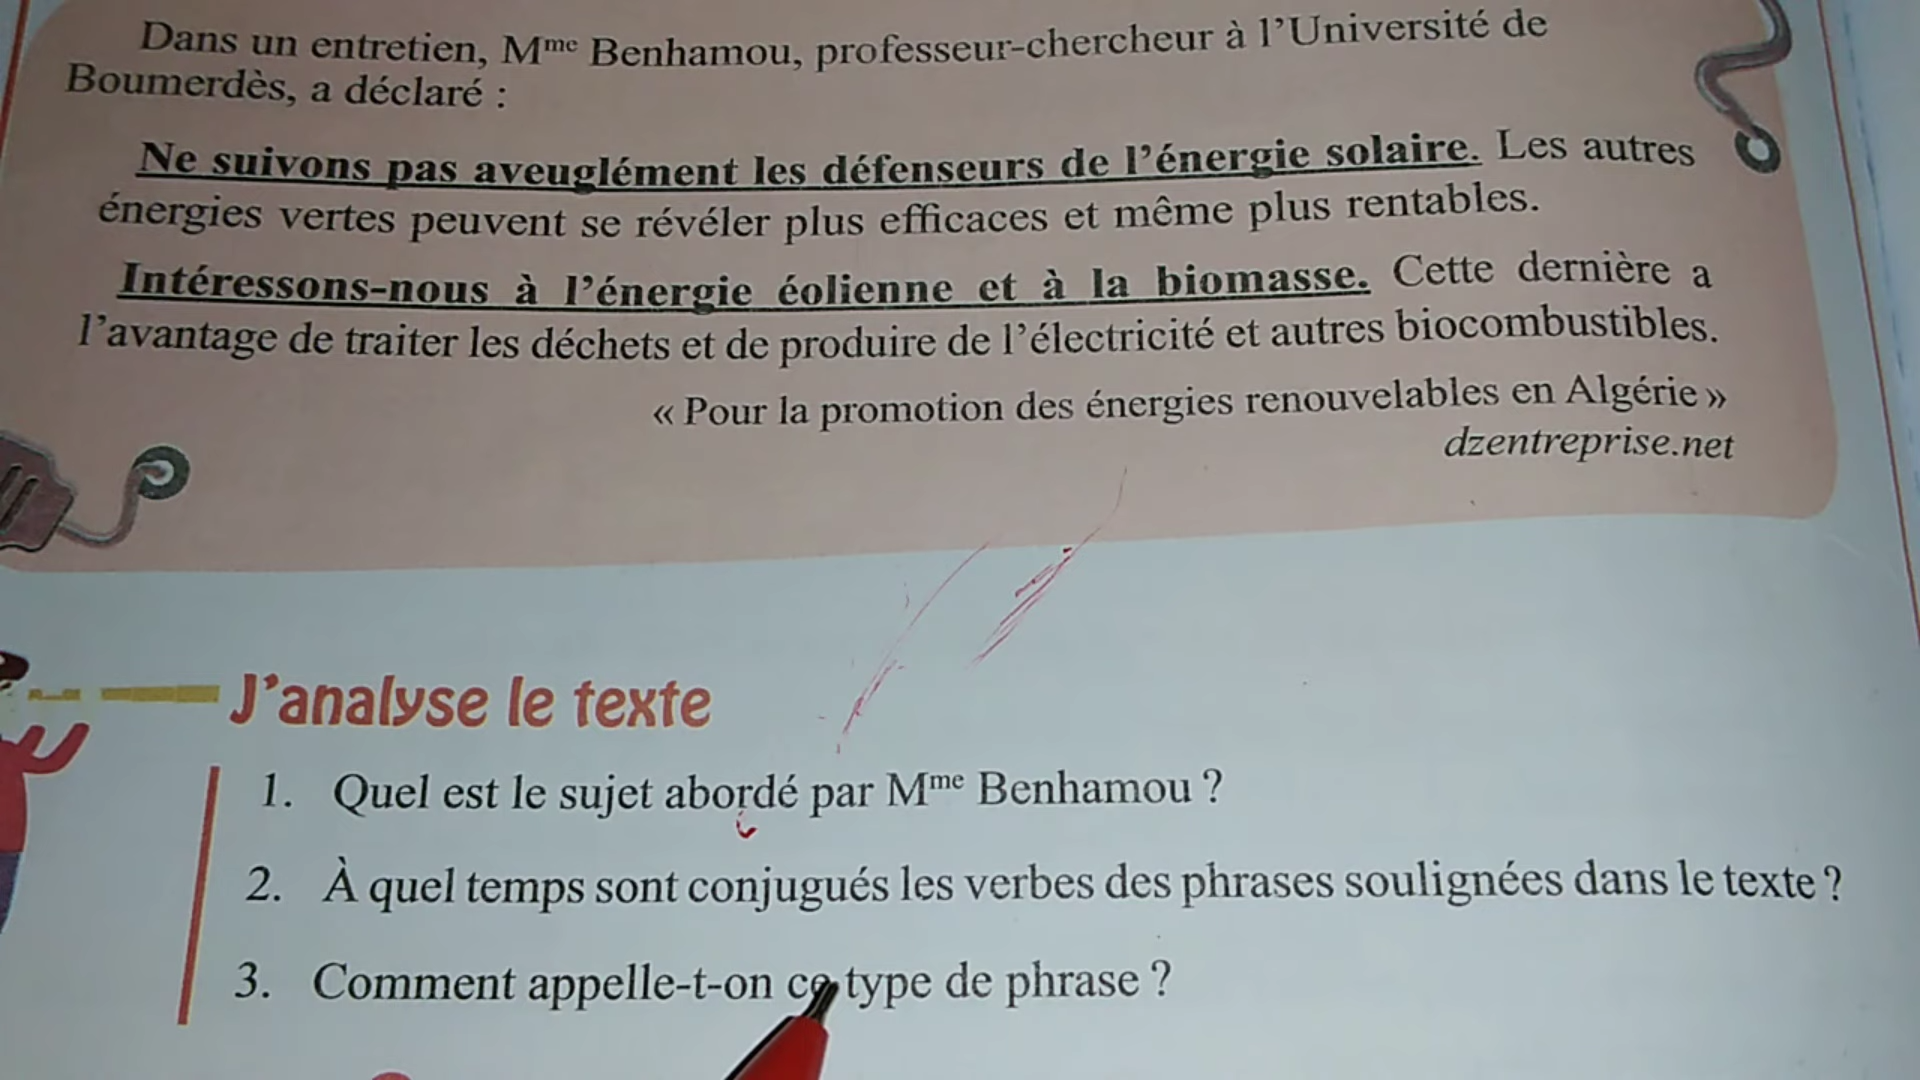 Dans un entretien, Mme Benhamou, professeur-chercheur à l'Université de
Boumerdès, a déclaré :
Ne suivons pas aveuglément les défenseurs de l'énergie solaire. Les autres
énergies vertes peuvent se révéler plus efficaces et même plus rentables.
Intéressons-nous à l'énergie éolienne et à la biomasse. Cette dernière a
l'avantage de traiter les déchets et de produire de l'électricité et autres biocombustibles.
« Pour la promotion des énergies renouvelables en Algérie »
dzentreprise.net
J'analyse le texte
1. Quel est le sujet abordé par Mme Benhamou ?
2. À quel temps sont conjugués les verbes des phrases soulignées dans le texte ?
3. Comment appelle-t-on ce type de phrase ?